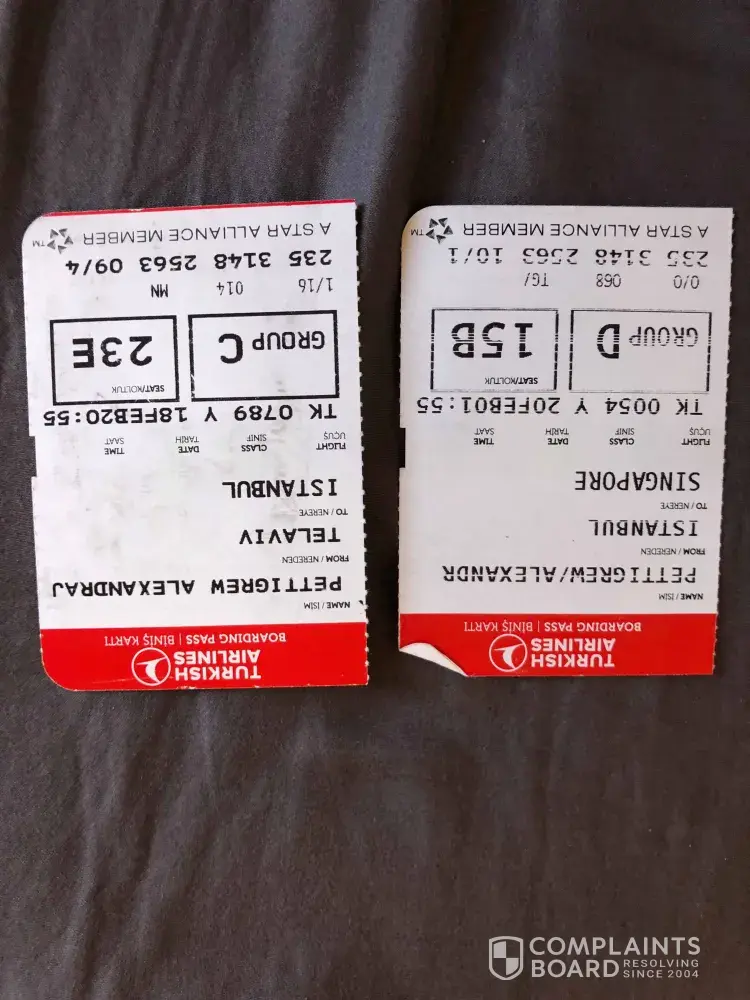 TURKISH
AIRLINES
BOARDING PASS | BİNİŞ KARTI
NAME / İSİM
PETTIGREW ALEXANDRAJ
FROM / NEREDEN
TELAVIV
TO / NEREYE
ISTANBUL
FLIGHT CLASS DATE TIME
UÇUŞ SINIF TARİH SAAT
TK 0789 Y 18FEB20:55
SEAT/KOLTUK
GROUP C 23E
1/16 014 MN
235 3148 2563 09/4
A STAR ALLIANCE MEMBER TM
TURKISH
AIRLINES
BOARDING PASS | BİNİŞ KARTI
NAME / İSİM
PETTIGREW/ALEXANDR
FROM / NEREDEN
ISTANBUL
TO / NEREYE
SINGAPORE
FLIGHT CLASS DATE TIME
UÇUŞ SINIF TARİH SAAT
TK 0054 Y 20FEB01:55
SEAT/KOLTUK
GROUP D 15B
0/0 068 TG/
235 3148 2563 10/1
A STAR ALLIANCE MEMBER TM
COMPLAINTS
BOARD RESOLVING
SINCE 2004